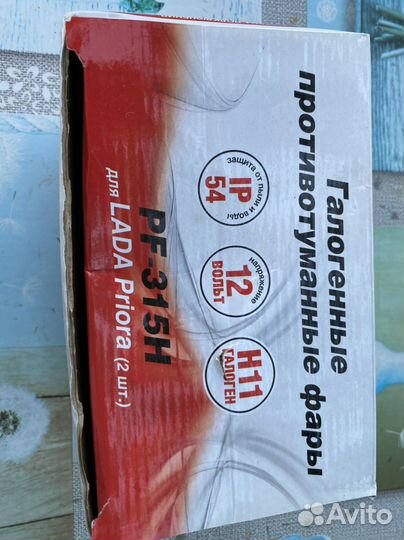 Галогенные
противотуманные фары
защита от пыли и воды
IP
54
напряжение
12
ВОЛЬТ
H11
ГАЛОГЕН
PF-315H
для LADA Priora (2 шт.)
Avito